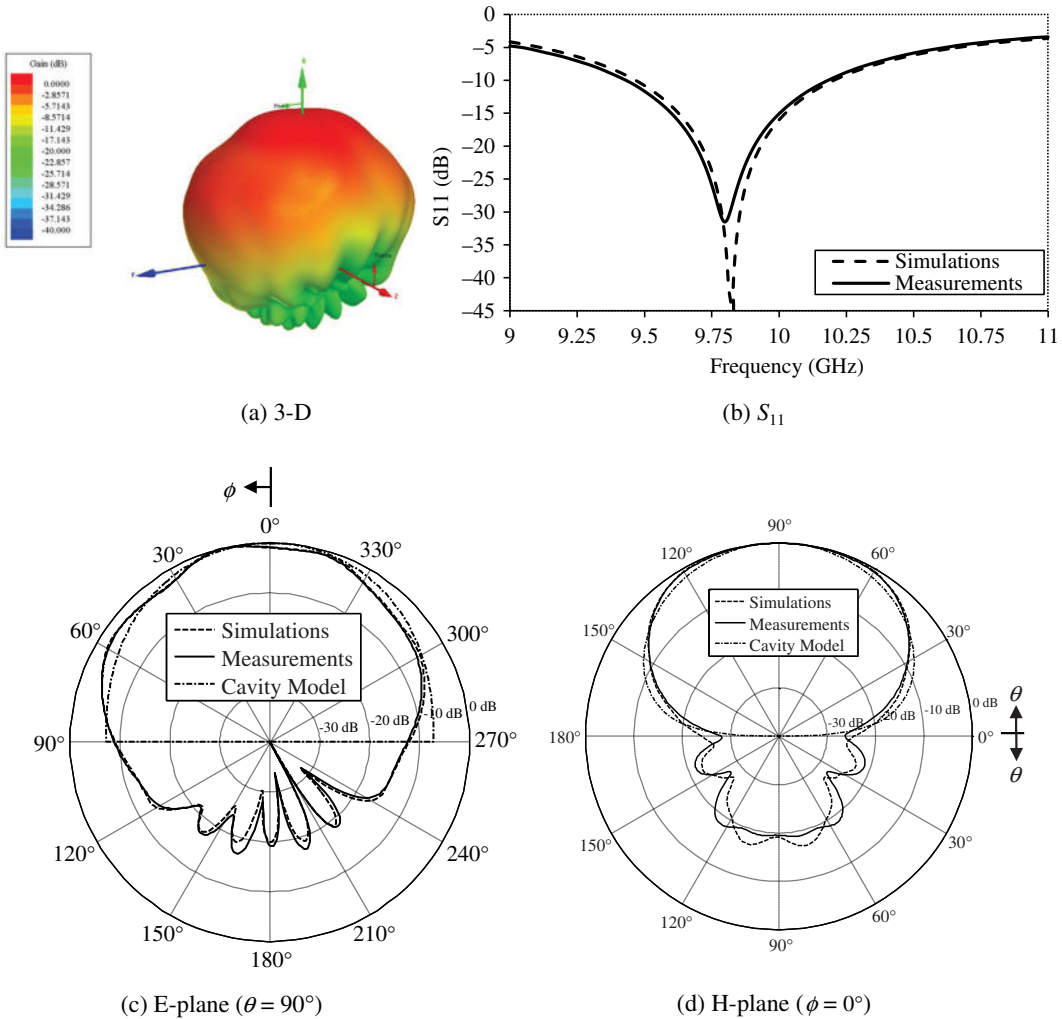 Gain (dB)
0.0000
-2.8571
-5.7143
-8.5714
-11.429
-17.143
-20.000
-22.857
-25.714
-28.571
-31.429
-34.286
-37.143
-40.000
0
−5
−10
−15
−20
−25
−30
−35
−40
−45
S11 (dB)
Simulations
Measurements
9 9.25 9.5 9.75 10 10.25 10.5 10.75 11
Frequency (GHz)
(a) 3-D
(b) S₁₁
ϕ
0°
30°
330°
60°
300°
90°
270°
120°
240°
150°
210°
180°
Simulations
Measurements
Cavity Model
-30 dB
-20 dB
-10 dB
0 dB
90°
120°
60°
150°
30°
180°
0°
150°
30°
120°
60°
90°
Simulations
Measurements
Cavity Model
-30 dB
-20 dB
-10 dB
0 dB
θ
θ
(c) E-plane (θ = 90°)
(d) H-plane (ϕ = 0°)